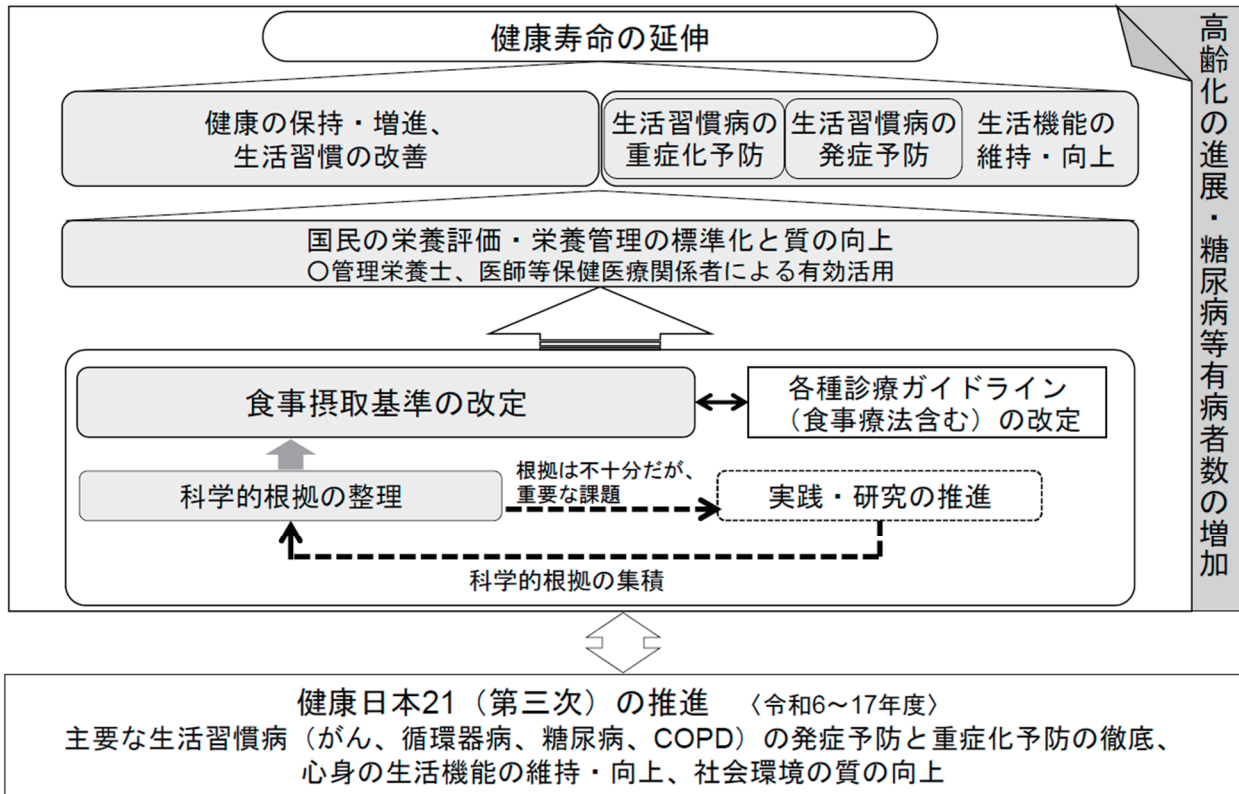 健康寿命の延伸
健康の保持・増進、
生活習慣の改善
生活習慣病の
重症化予防
生活習慣病の
発症予防
生活機能の
維持・向上
国民の栄養評価・栄養管理の標準化と質の向上
〇管理栄養士、医師等保健医療関係者による有効活用
食事摂取基準の改定
各種診療ガイドライン
（食事療法含む）の改定
科学的根拠の整理
根拠は不十分だが、
重要な課題
実践・研究の推進
科学的根拠の集積
高齢化の進展・糖尿病等有病者数の増加
健康日本21（第三次）の推進 〈令和6～17年度〉
主要な生活習慣病（がん、循環器病、糖尿病、COPD）の発症予防と重症化予防の徹底、
心身の生活機能の維持・向上、社会環境の質の向上